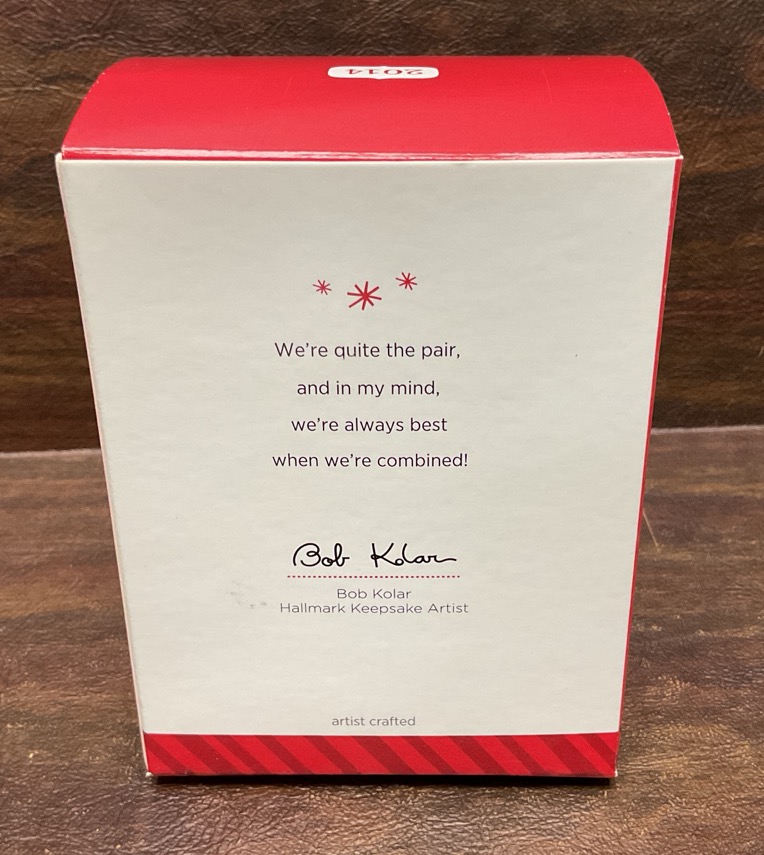 2014
We're quite the pair,
and in my mind,
we're always best
when we're combined!
Bob Kolar
Bob Kolar
Hallmark Keepsake Artist
artist crafted